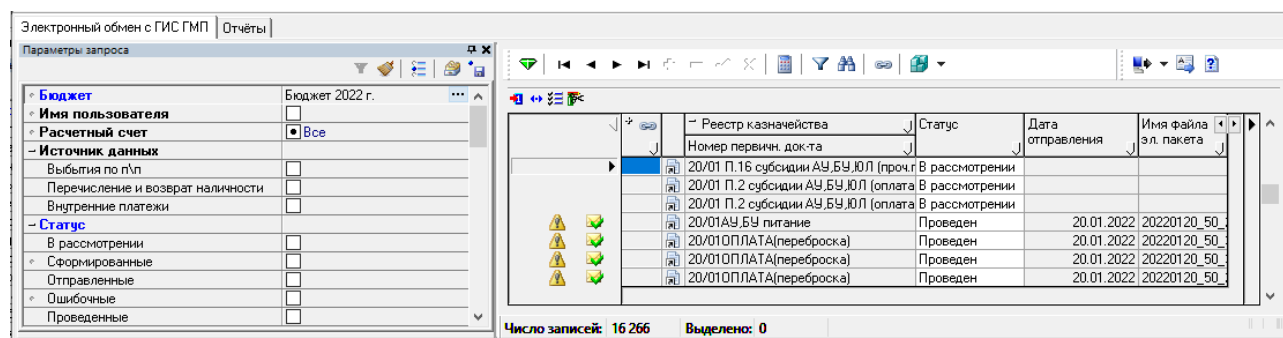 Электронный обмен с ГИС ГМП
Отчёты
Параметры запроса
Бюджет
Бюджет 2022 г.
Имя пользователя
Расчетный счет
Все
Источник данных
Выбытия по п\п
Перечисление и возврат наличности
Внутренние платежи
Статус
В рассмотрении
Сформированные
Отправленные
Ошибочные
Проведенные
Реестр казначейства
Номер первичн. док-та
Статус
Дата отправления
Имя файла эл. пакета
20/01 П.16 субсидии АУ,БУ,ЮЛ (проч.г В рассмотрении
20/01 П.2 субсидии АУ,БУ,ЮЛ (оплата В рассмотрении
20/01 П.2 субсидии АУ,БУ,ЮЛ (оплата В рассмотрении
20/01АУ,БУ питание Проведен 20.01.2022 20220120_50_
20/01ОПЛАТА(переброска) Проведен 20.01.2022 20220120_50_
20/01ОПЛАТА(переброска) Проведен 20.01.2022 20220120_50_
20/01ОПЛАТА(переброска) Проведен 20.01.2022 20220120_50_
Число записей: 16 266 Выделено: 0